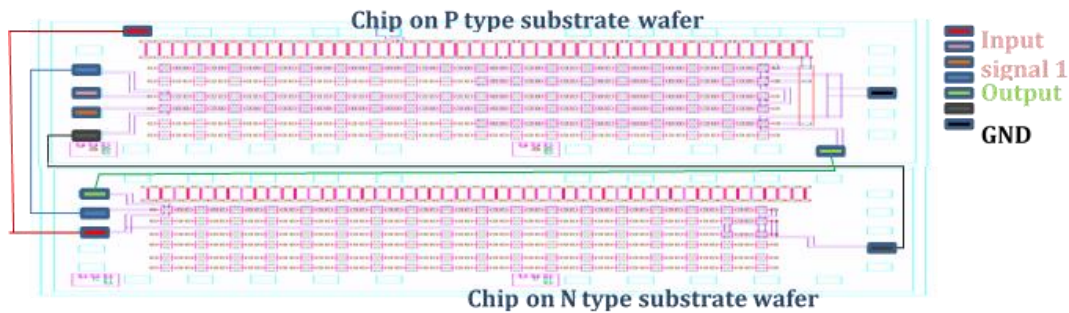 Chip on P type substrate wafer
Input
signal 1
Output
GND
Chip on N type substrate wafer